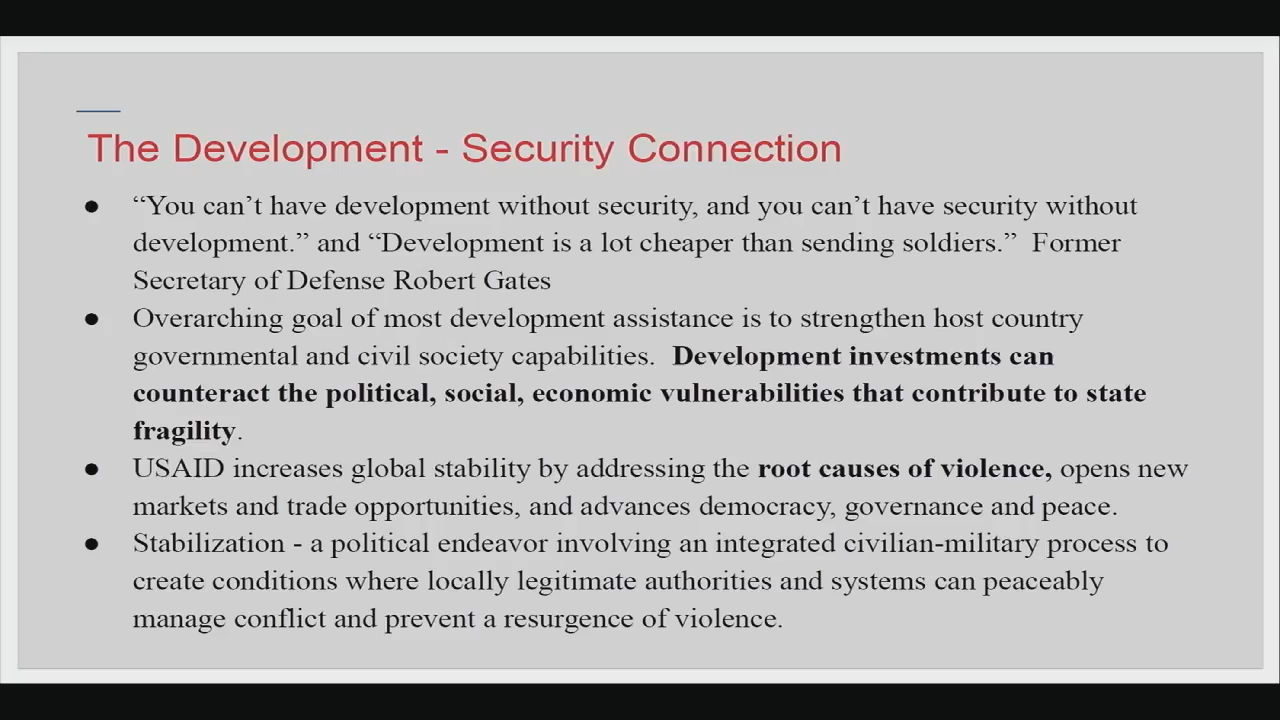 The Development - Security Connection
● “You can’t have development without security, and you can’t have security without
development.” and “Development is a lot cheaper than sending soldiers.”  Former
Secretary of Defense Robert Gates
● Overarching goal of most development assistance is to strengthen host country
governmental and civil society capabilities.  Development investments can
counteract the political, social, economic vulnerabilities that contribute to state
fragility.
● USAID increases global stability by addressing the root causes of violence, opens new
markets and trade opportunities, and advances democracy, governance and peace.
● Stabilization - a political endeavor involving an integrated civilian-military process to
create conditions where locally legitimate authorities and systems can peaceably
manage conflict and prevent a resurgence of violence.